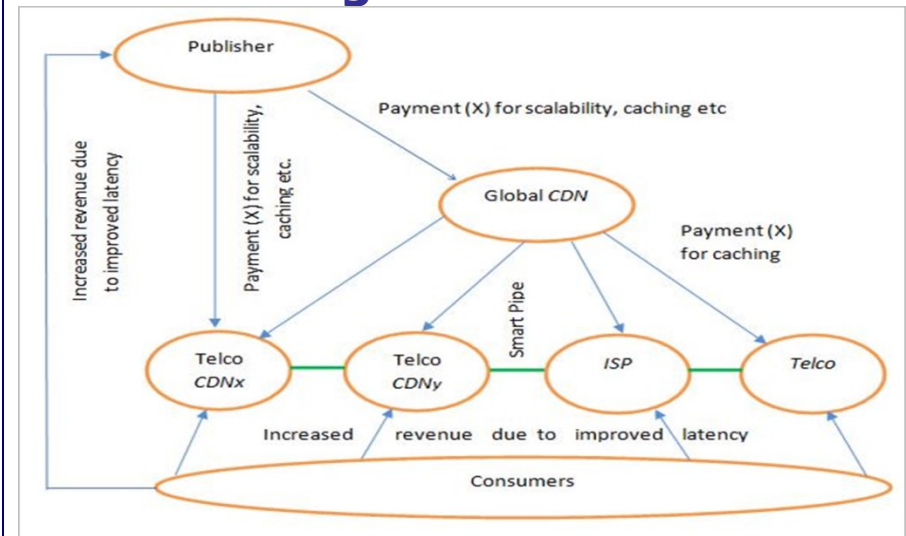 Publisher
Payment (X) for scalability, caching etc
Increased revenue due
to improved latency
Payment (X) for scalability,
caching etc.
Global CDN
Payment (X)
for caching
Smart Pipe
Telco
CDNx
Telco
CDNy
ISP
Telco
Increased revenue due to improved latency
Consumers